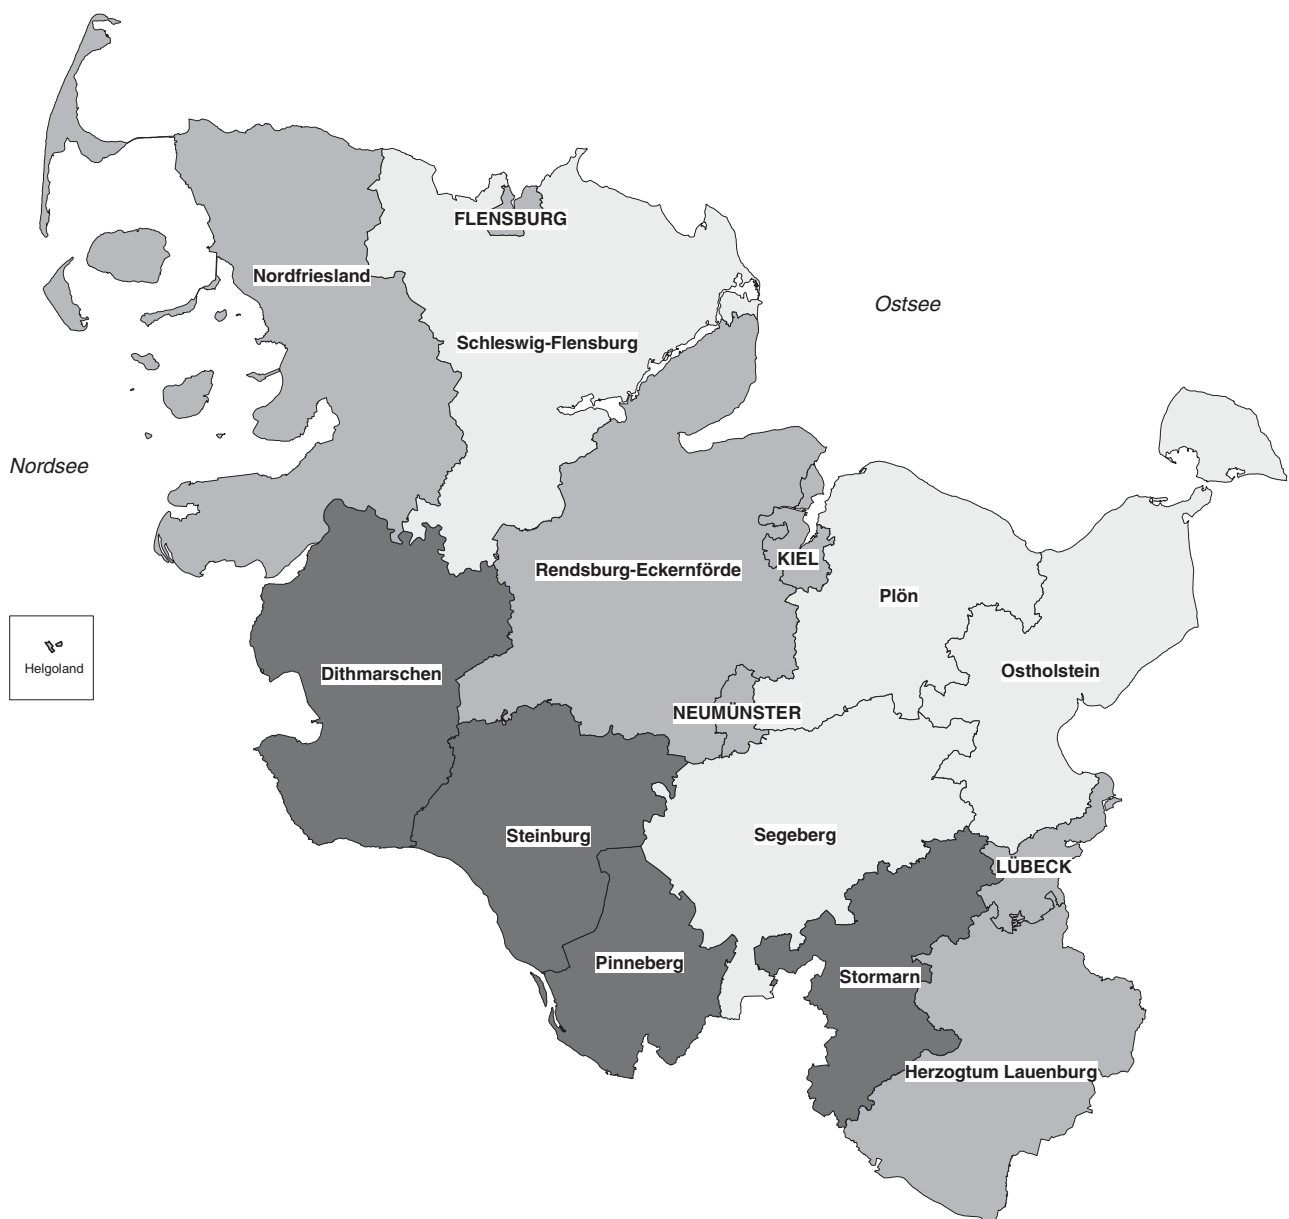 FLENSBURG
Nordfriesland
Ostsee
Schleswig-Flensburg
Nordsee
KIEL
Rendsburg-Eckernförde
Plön
Helgoland
Dithmarschen
Ostholstein
NEUMÜNSTER
Steinburg
Segeberg
LÜBECK
Pinneberg
Stormarn
Herzogtum Lauenburg